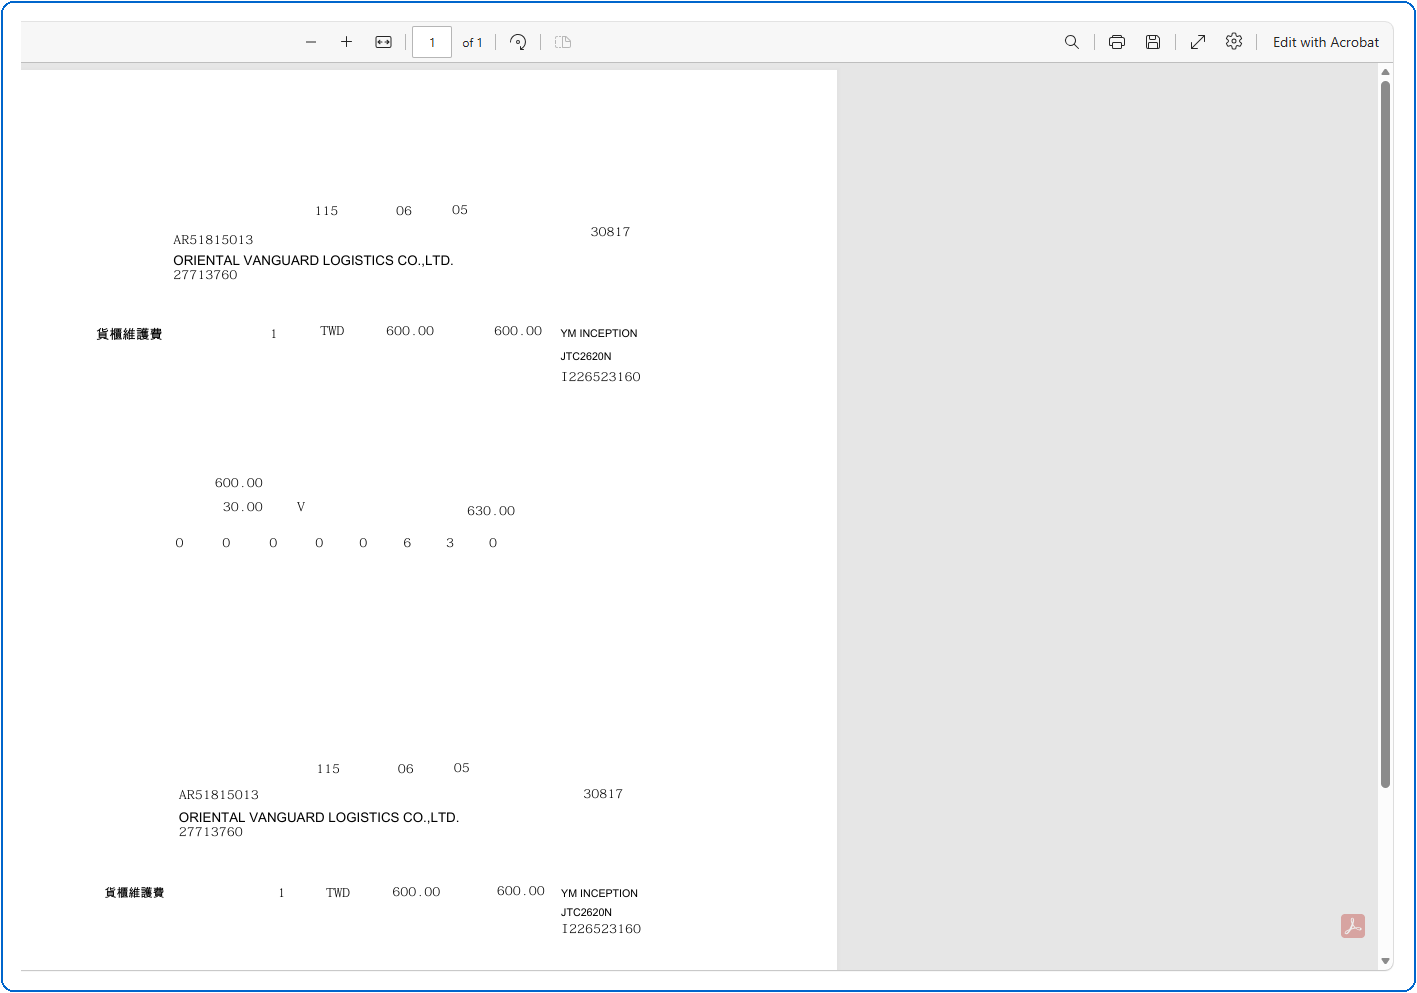 1 of 1 Edit with Acrobat
115 06 05
30817
AR51815013
ORIENTAL VANGUARD LOGISTICS CO.,LTD.
27713760
貨櫃維護費 1 TWD 600.00 600.00 YM INCEPTION
JTC2620N
I226523160
600.00
30.00 V 630.00
0 0 0 0 0 6 3 0
115 06 05
AR51815013 30817
ORIENTAL VANGUARD LOGISTICS CO.,LTD.
27713760
貨櫃維護費 1 TWD 600.00 600.00 YM INCEPTION
JTC2620N
I226523160